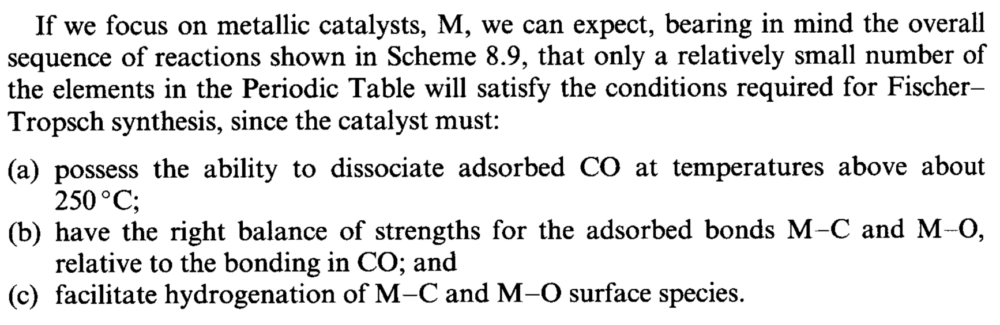 If we focus on metallic catalysts, M, we can expect, bearing in mind the overall
sequence of reactions shown in Scheme 8.9, that only a relatively small number of
the elements in the Periodic Table will satisfy the conditions required for Fischer–
Tropsch synthesis, since the catalyst must:
(a) possess the ability to dissociate adsorbed CO at temperatures above about
250 °C;
(b) have the right balance of strengths for the adsorbed bonds M–C and M–O,
relative to the bonding in CO; and
(c) facilitate hydrogenation of M–C and M–O surface species.